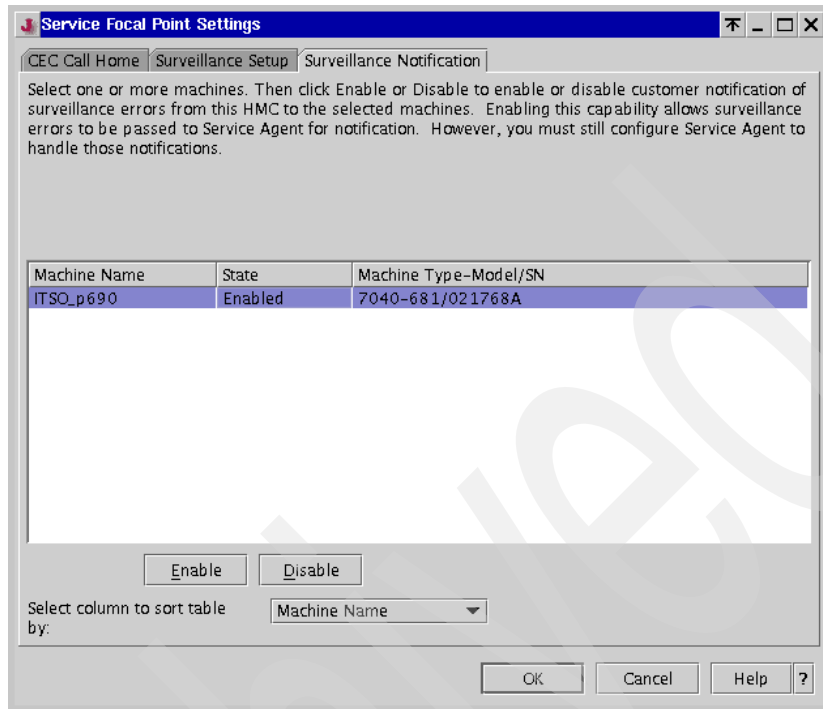 Service Focal Point Settings
CEC Call Home Surveillance Setup Surveillance Notification
Select one or more machines. Then click Enable or Disable to enable or disable customer notification of
surveillance errors from this HMC to the selected machines. Enabling this capability allows surveillance
errors to be passed to Service Agent for notification. However, you must still configure Service Agent to
handle those notifications.
Machine Name State Machine Type-Model/SN
ITSO_p690 Enabled 7040-681/021768A
Enable Disable
Select column to sort table
by:
Machine Name
OK Cancel Help ?